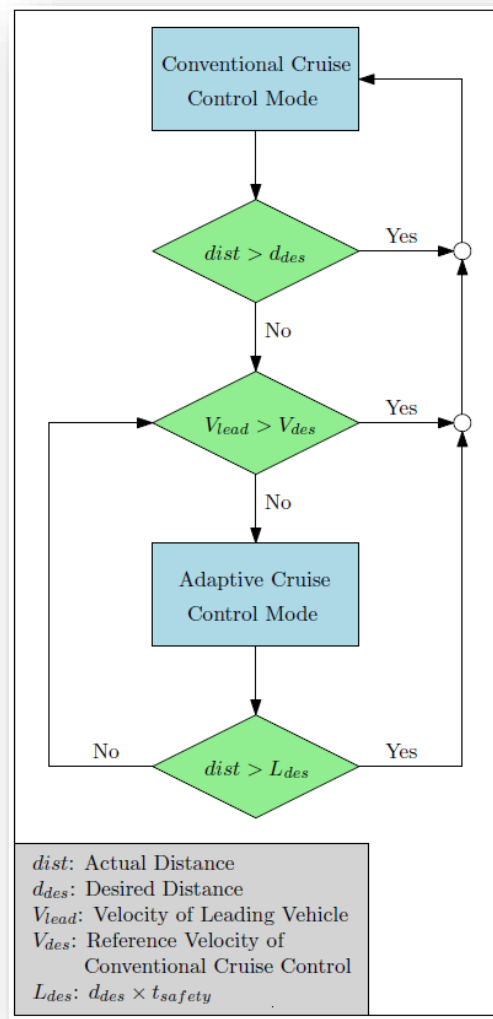 Conventional Cruise
Control Mode
dist > d_des
Yes
No
V_lead > V_des
Yes
No
Adaptive Cruise
Control Mode
No
dist > L_des
Yes
dist: Actual Distance
d_des: Desired Distance
V_lead: Velocity of Leading Vehicle
V_des: Reference Velocity of
Conventional Cruise Control
L_des: d_des × t_safety